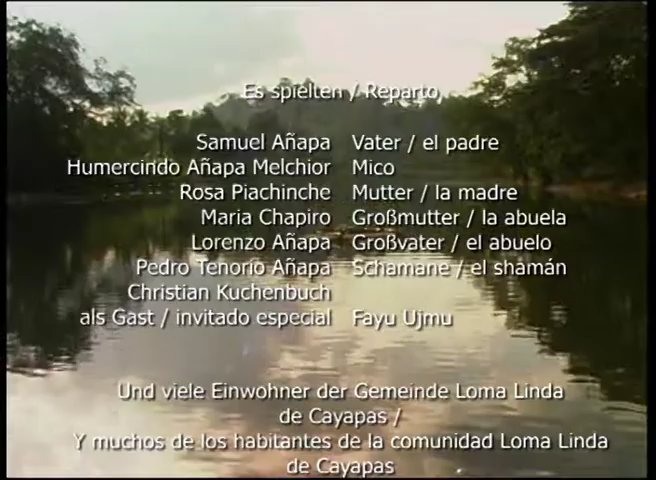 Es spielten / Reparto
Samuel Añapa Vater / el padre
Humercindo Añapa Melchior Mico
Rosa Piachinche Mutter / la madre
Maria Chapiro Großmutter / la abuela
Lorenzo Añapa Großvater / el abuelo
Pedro Tenorio Añapa Schamane / el shamán
Christian Kuchenbuch
als Gast / invitado especial Fayu Ujmu
Und viele Einwohner der Gemeinde Loma Linda
de Cayapas /
Y muchos de los habitantes de la comunidad Loma Linda
de Cayapas